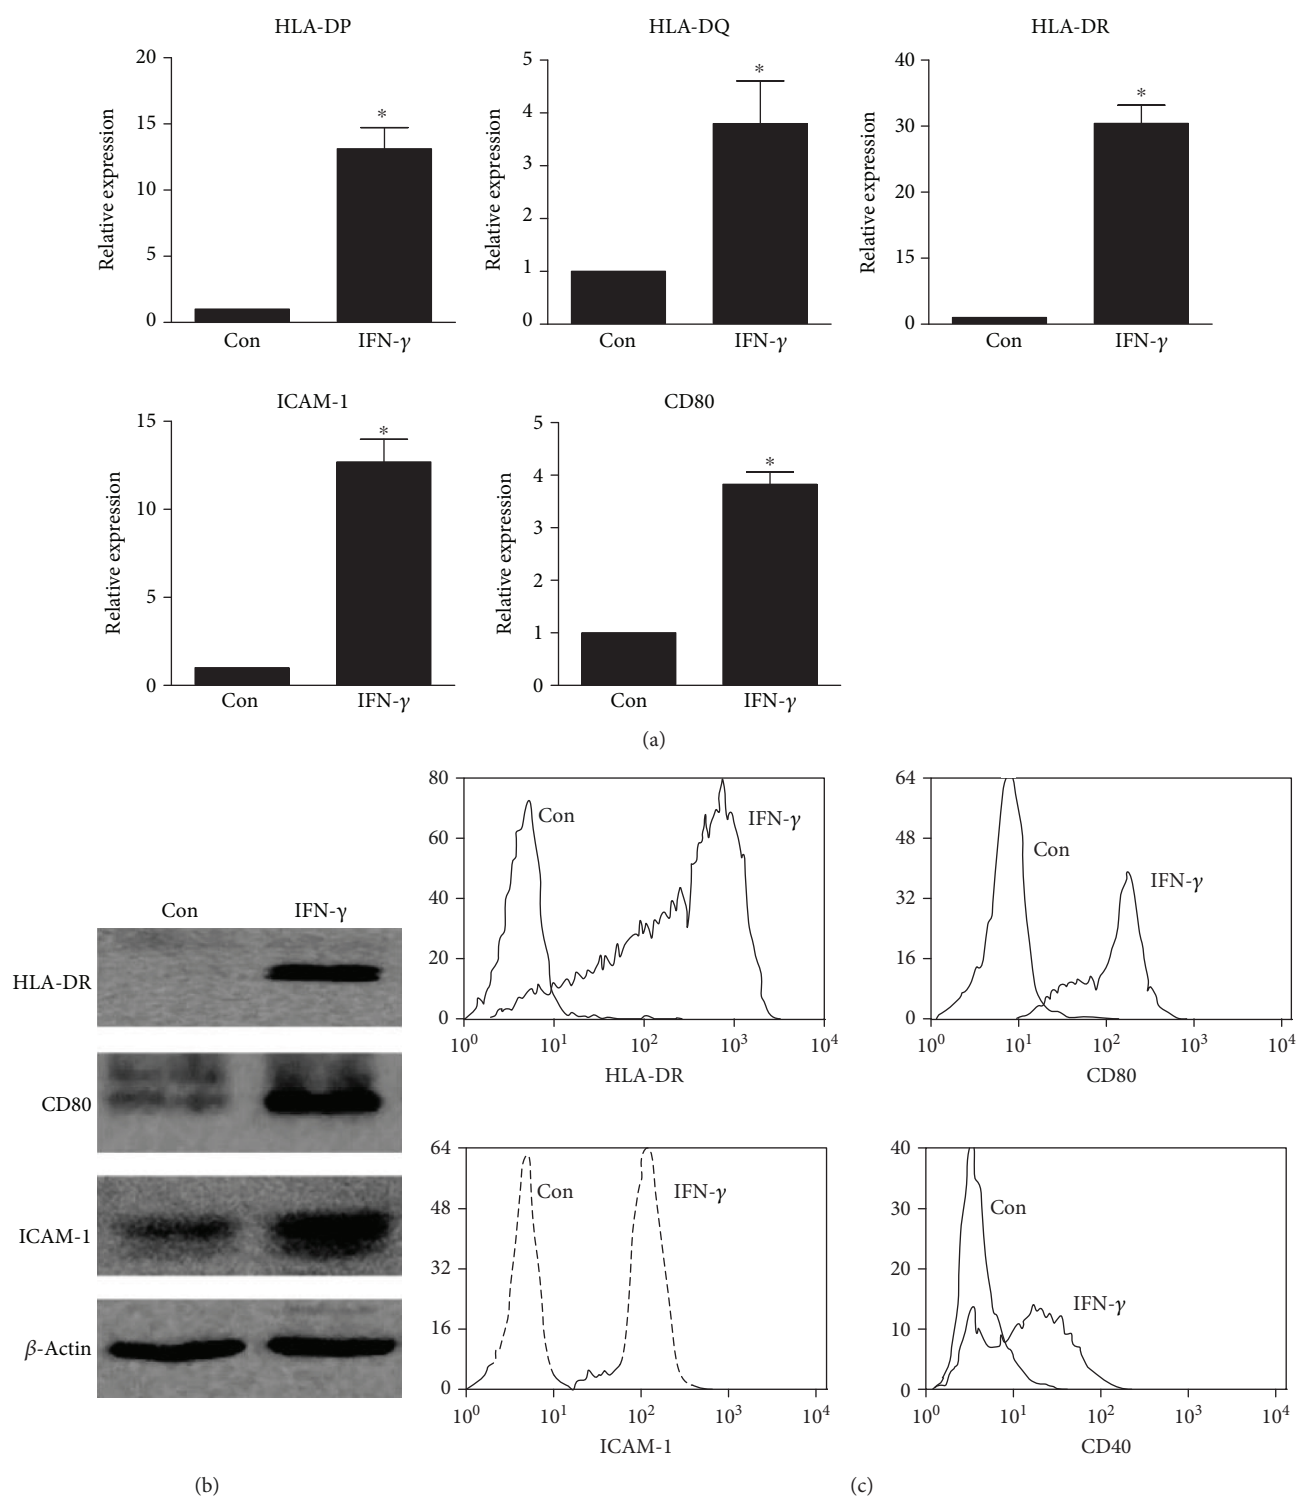 HLA-DP
20
15
10
5
0
Relative expression
Con
IFN-γ
*
HLA-DQ
5
4
3
2
1
0
Relative expression
Con
IFN-γ
*
HLA-DR
40
30
20
15
0
Relative expression
Con
IFN-γ
*
ICAM-1
15
10
5
0
Relative expression
Con
IFN-γ
*
CD80
5
4
3
2
1
0
Relative expression
Con
IFN-γ
*
(a)
Con
IFN-γ
HLA-DR
CD80
ICAM-1
β-Actin
(b)
80
60
40
20
0
Con
IFN-γ
10⁰
10¹
10²
10³
10⁴
HLA-DR
64
48
32
16
0
Con
IFN-γ
10⁰
10¹
10²
10³
10⁴
CD80
64
48
32
16
0
Con
IFN-γ
10⁰
10¹
10²
10³
10⁴
ICAM-1
40
30
20
10
0
Con
IFN-γ
10⁰
10¹
10²
10³
10⁴
CD40
(c)